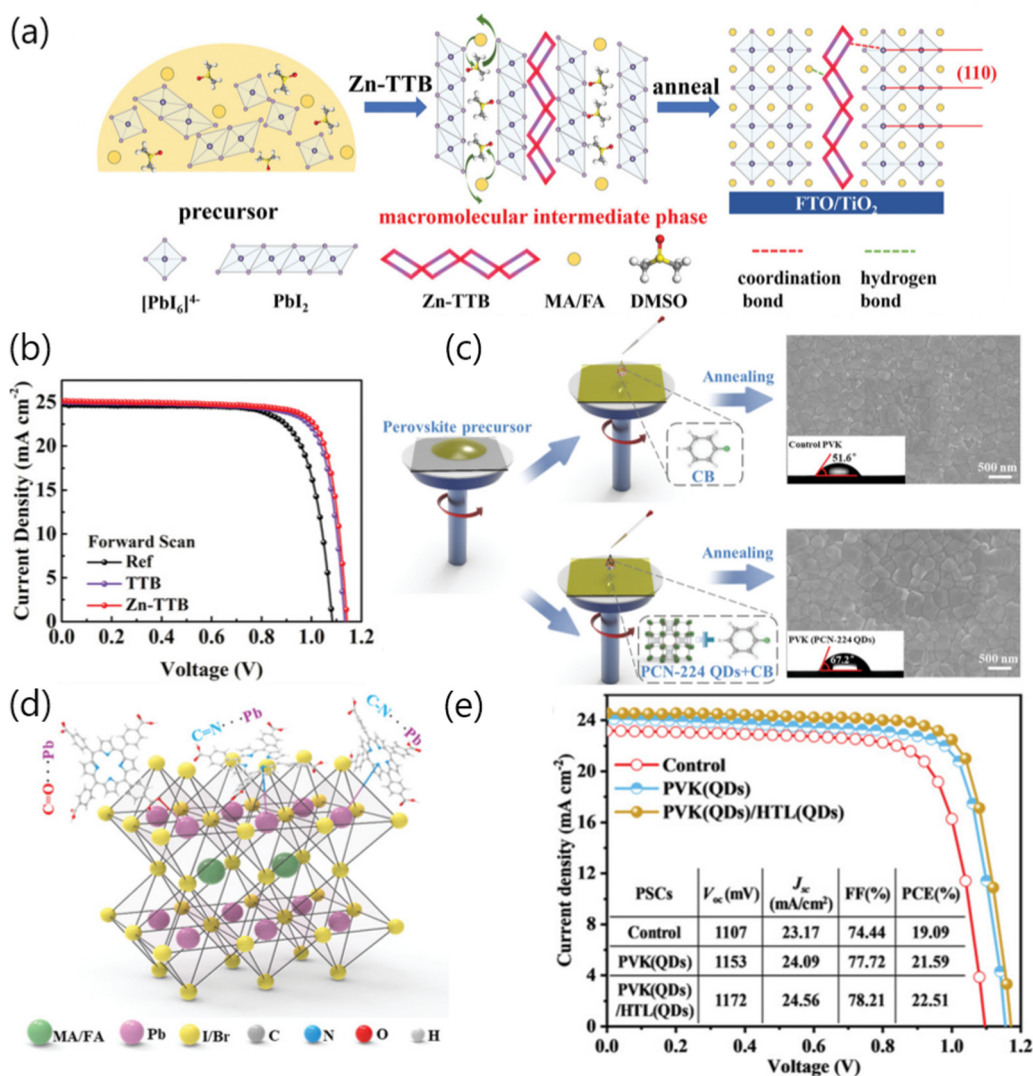 (a)
Zn-TTB
anneal
(110)
FTO/TiO2
precursor
macromolecular intermediate phase
[PbI6]4-
PbI2
Zn-TTB
MA/FA
DMSO
coordination
bond
hydrogen
bond
(b)
Current Density (mA cm-2)
25
20
15
10
5
0
Forward Scan
Ref
TTB
Zn-TTB
0.0 0.2 0.4 0.6 0.8 1.0 1.2
Voltage (V)
(c)
Perovskite precursor
CB
Annealing
Control PVK
51.6°
500 nm
PCN-224 QDs+CB
Annealing
PVK (PCN-224 QDs)
67.2°
500 nm
(d)
C=O···Pb
C=N···Pb
C-N···Pb
MA/FA Pb I/Br C N O H
(e)
Current density (mA cm-2)
24
20
16
12
8
4
0
Control
PVK(QDs)
PVK(QDs)/HTL(QDs)
PSCs Voc (mV) Jsc (mA/cm2) FF(%) PCE(%)
Control 1107 23.17 74.44 19.09
PVK(QDs) 1153 24.09 77.72 21.59
PVK(QDs) /HTL(QDs) 1172 24.56 78.21 22.51
0.0 0.2 0.4 0.6 0.8 1.0 1.2
Voltage (V)